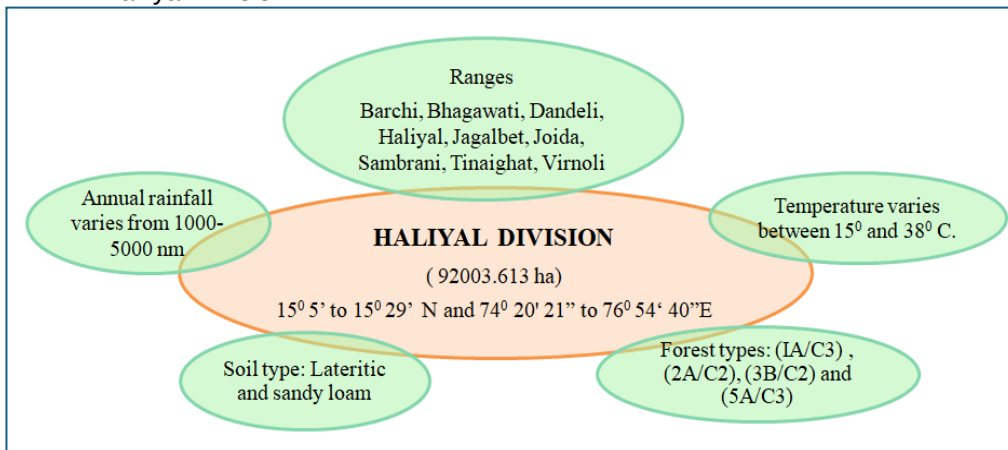 Ranges
Barchi, Bhagawati, Dandeli,
Haliyal, Jagalbet, Joida,
Sambrani, Tinaighat, Virnoli
Annual rainfall
varies from 1000-
5000 nm
Temperature varies
between 15⁰ and 38⁰ C.
HALIYAL DIVISION
( 92003.613 ha)
15⁰ 5’ to 15⁰ 29’ N and 74⁰ 20' 21” to 76⁰ 54‘ 40”E
Soil type: Lateritic
and sandy loam
Forest types: (IA/C3) ,
(2A/C2), (3B/C2) and
(5A/C3)